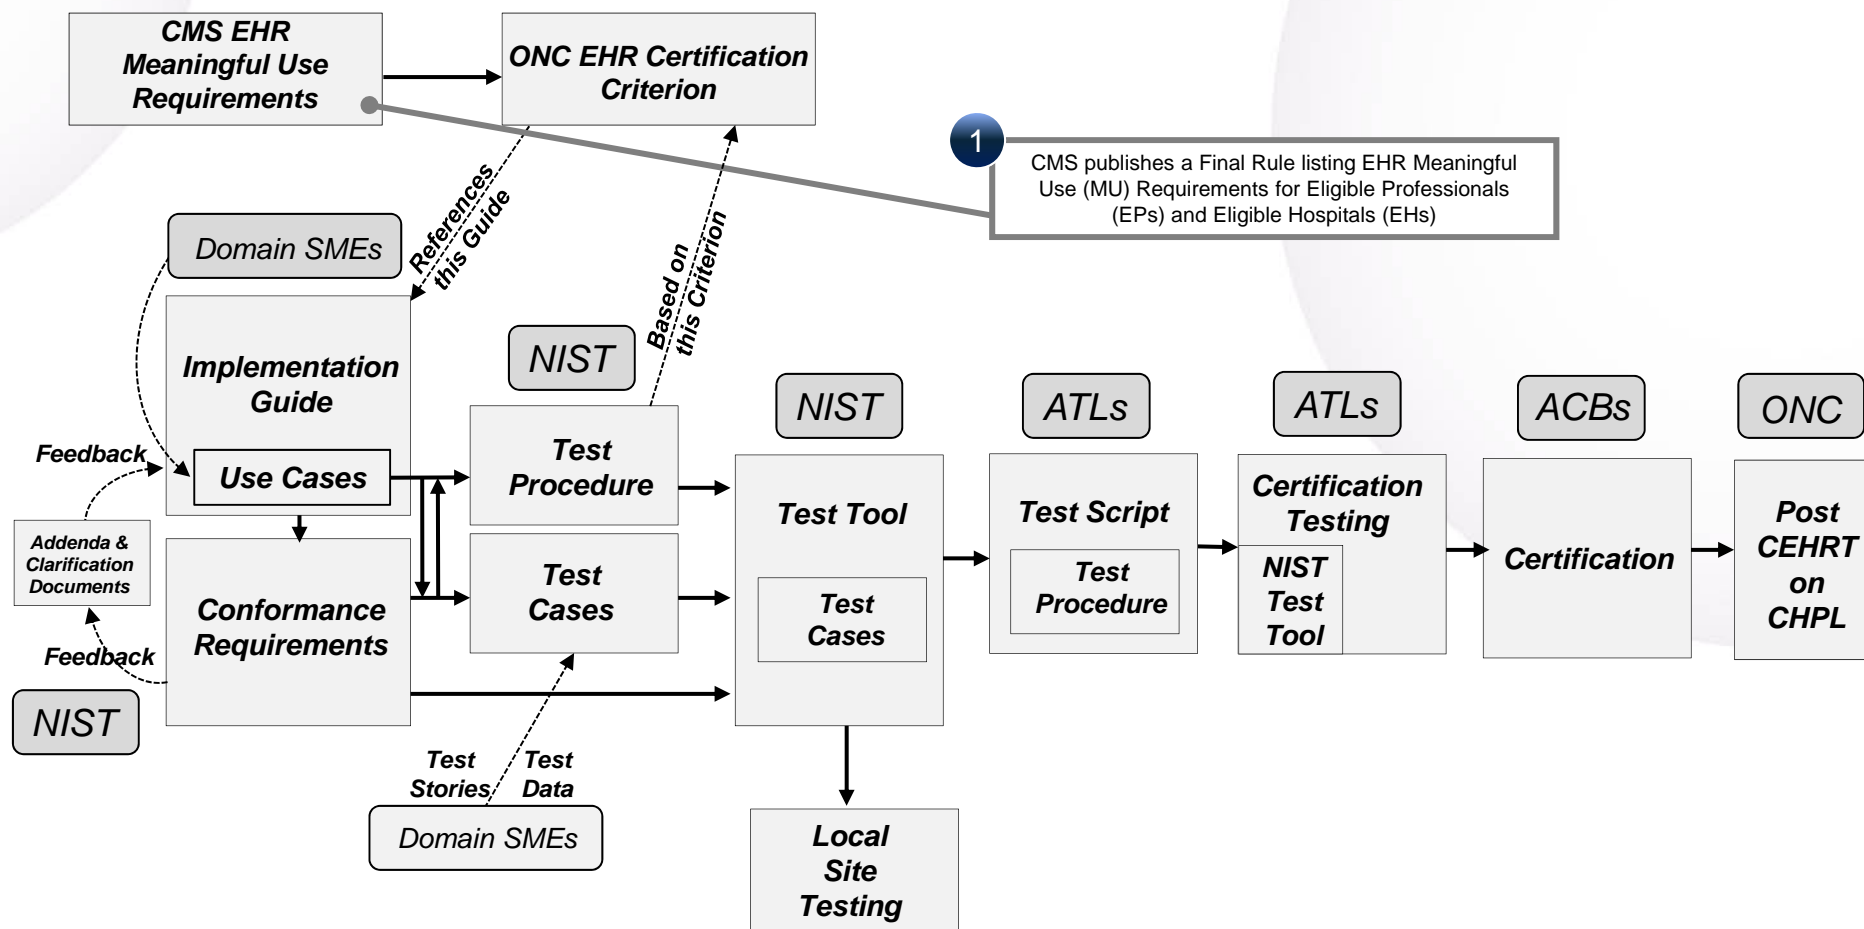 CMS EHR
Meaningful Use
Requirements
ONC EHR Certification
Criterion
1
CMS publishes a Final Rule listing EHR Meaningful
Use (MU) Requirements for Eligible Professionals
(EPs) and Eligible Hospitals (EHs)
References
this Guide
Based on
this Criterion
Domain SMEs
Implementation
Guide
Use Cases
Feedback
Addenda &
Clarification
Documents
Feedback
NIST
Conformance
Requirements
NIST
Test
Procedure
Test
Cases
Test
Stories
Test
Data
Domain SMEs
NIST
Test Tool
Test
Cases
Local
Site
Testing
ATLs
Test Script
Test
Procedure
ATLs
Certification
Testing
NIST
Test
Tool
ACBs
Certification
ONC
Post
CEHRT
on
CHPL